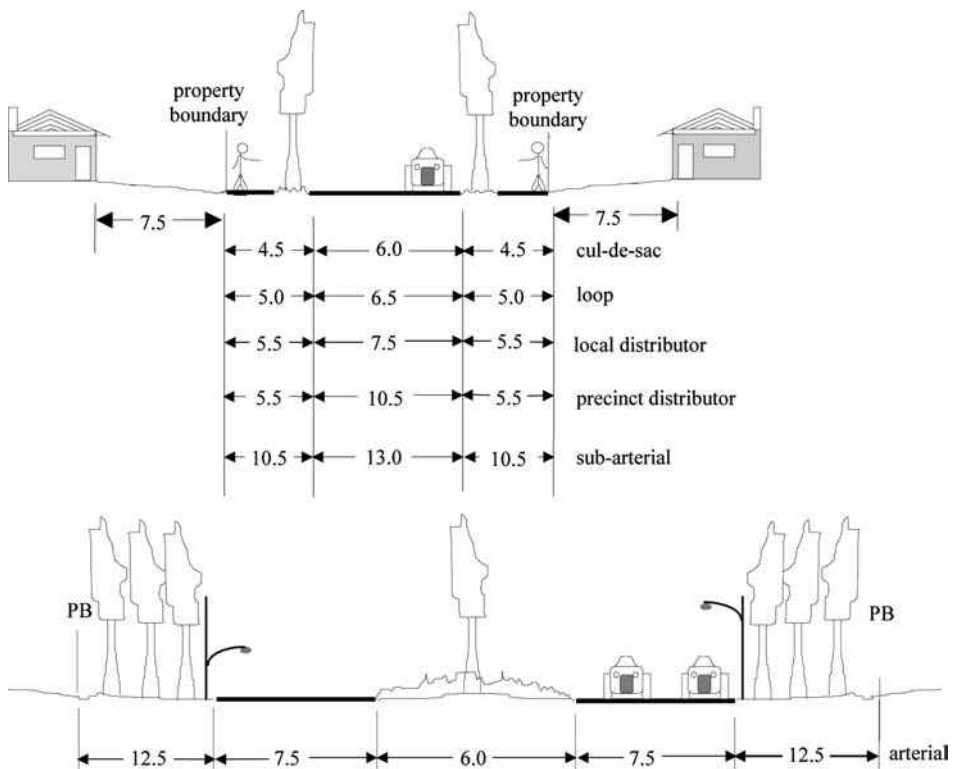 property
boundary
property
boundary
7.5
7.5
4.5 6.0 4.5 cul-de-sac
5.0 6.5 5.0 loop
5.5 7.5 5.5 local distributor
5.5 10.5 5.5 precinct distributor
10.5 13.0 10.5 sub-arterial
PB
PB
12.5 7.5 6.0 7.5 12.5 arterial